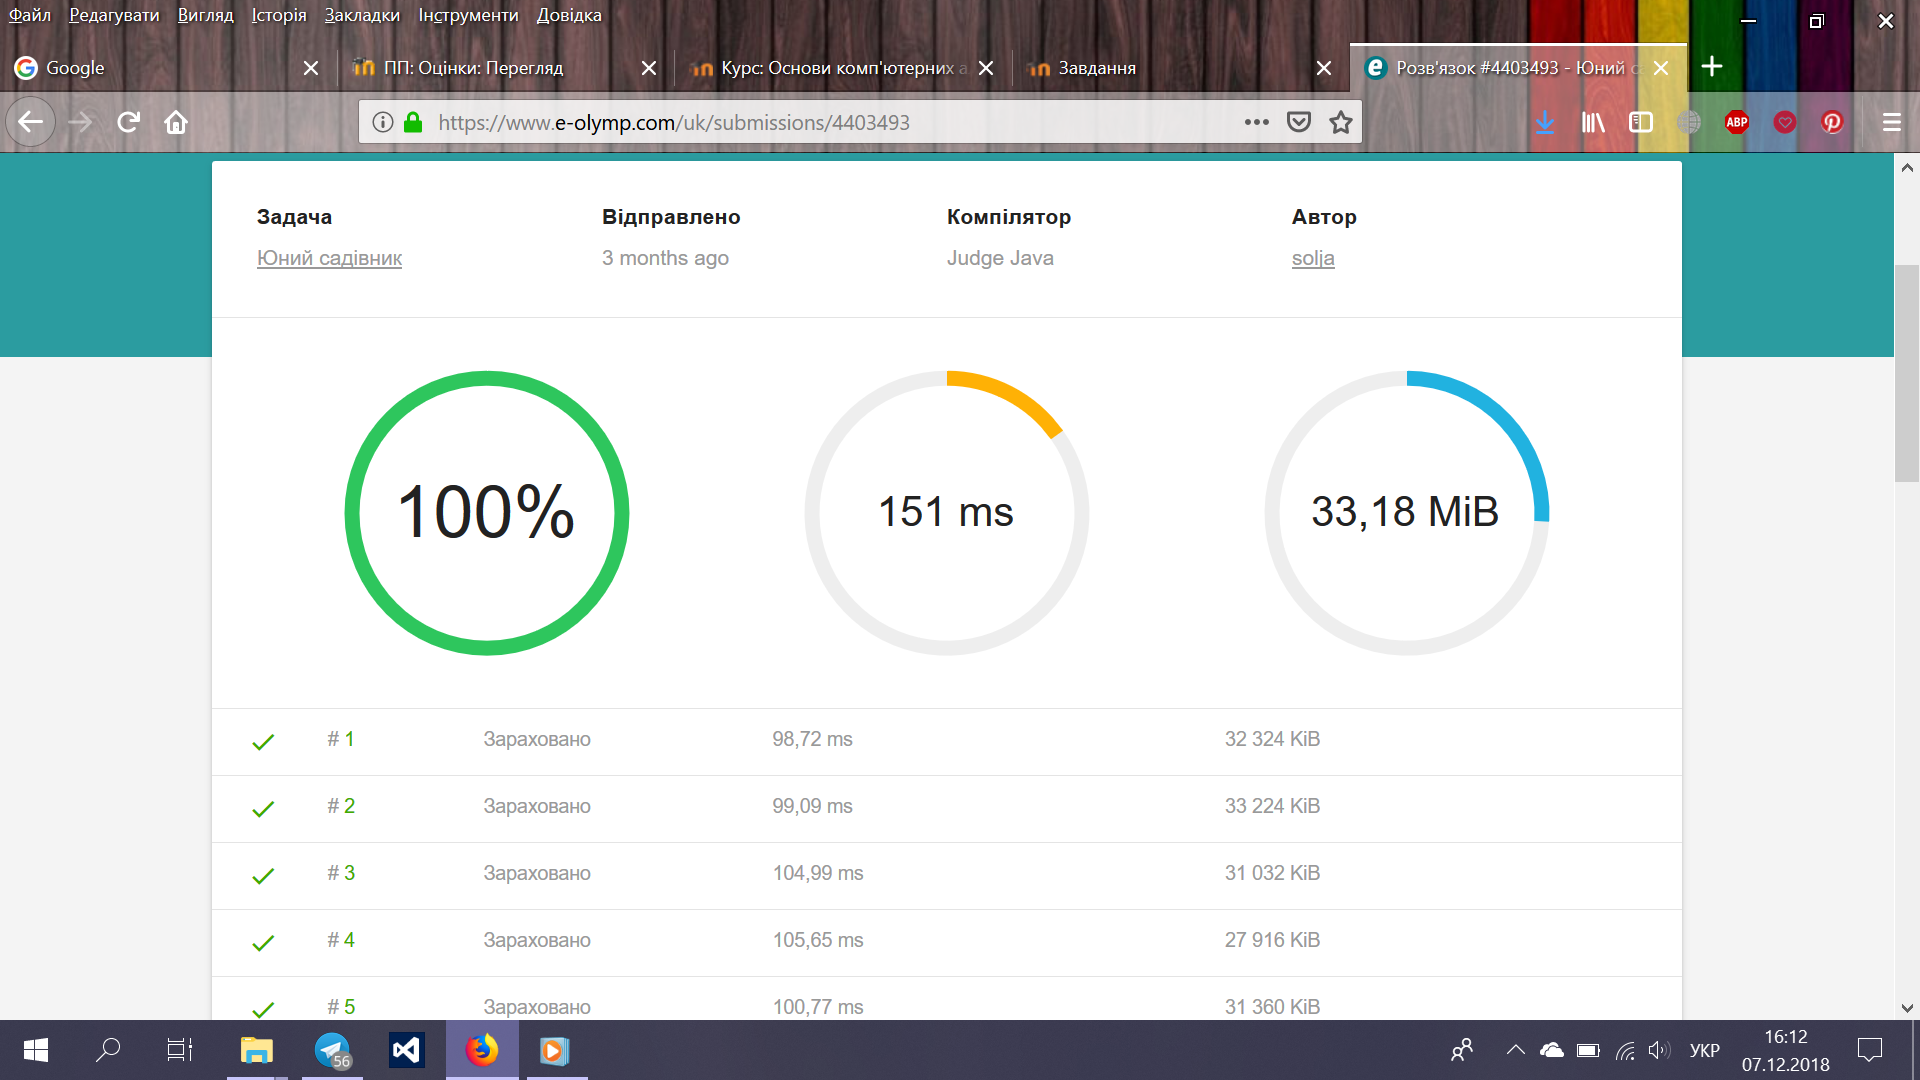 Файл Редагувати Вигляд Історія Закладки Інструменти Довідка
Google ПП: Оцінки: Перегляд Курс: Основи комп'ютерних а Завдання Розв'язок #4403493 - Юний с
https://www.e-olymp.com/uk/submissions/4403493
ABP
Задача Відправлено Компілятор Автор
Юний садівник 3 months ago Judge Java solja
100% 151 ms 33,18 MiB
# 1 Зараховано 98,72 ms 32 324 KiB
# 2 Зараховано 99,09 ms 33 224 KiB
# 3 Зараховано 104,99 ms 31 032 KiB
# 4 Зараховано 105,65 ms 27 916 KiB
# 5 Зараховано 100,77 ms 31 360 KiB
56 УКР 16:12
07.12.2018